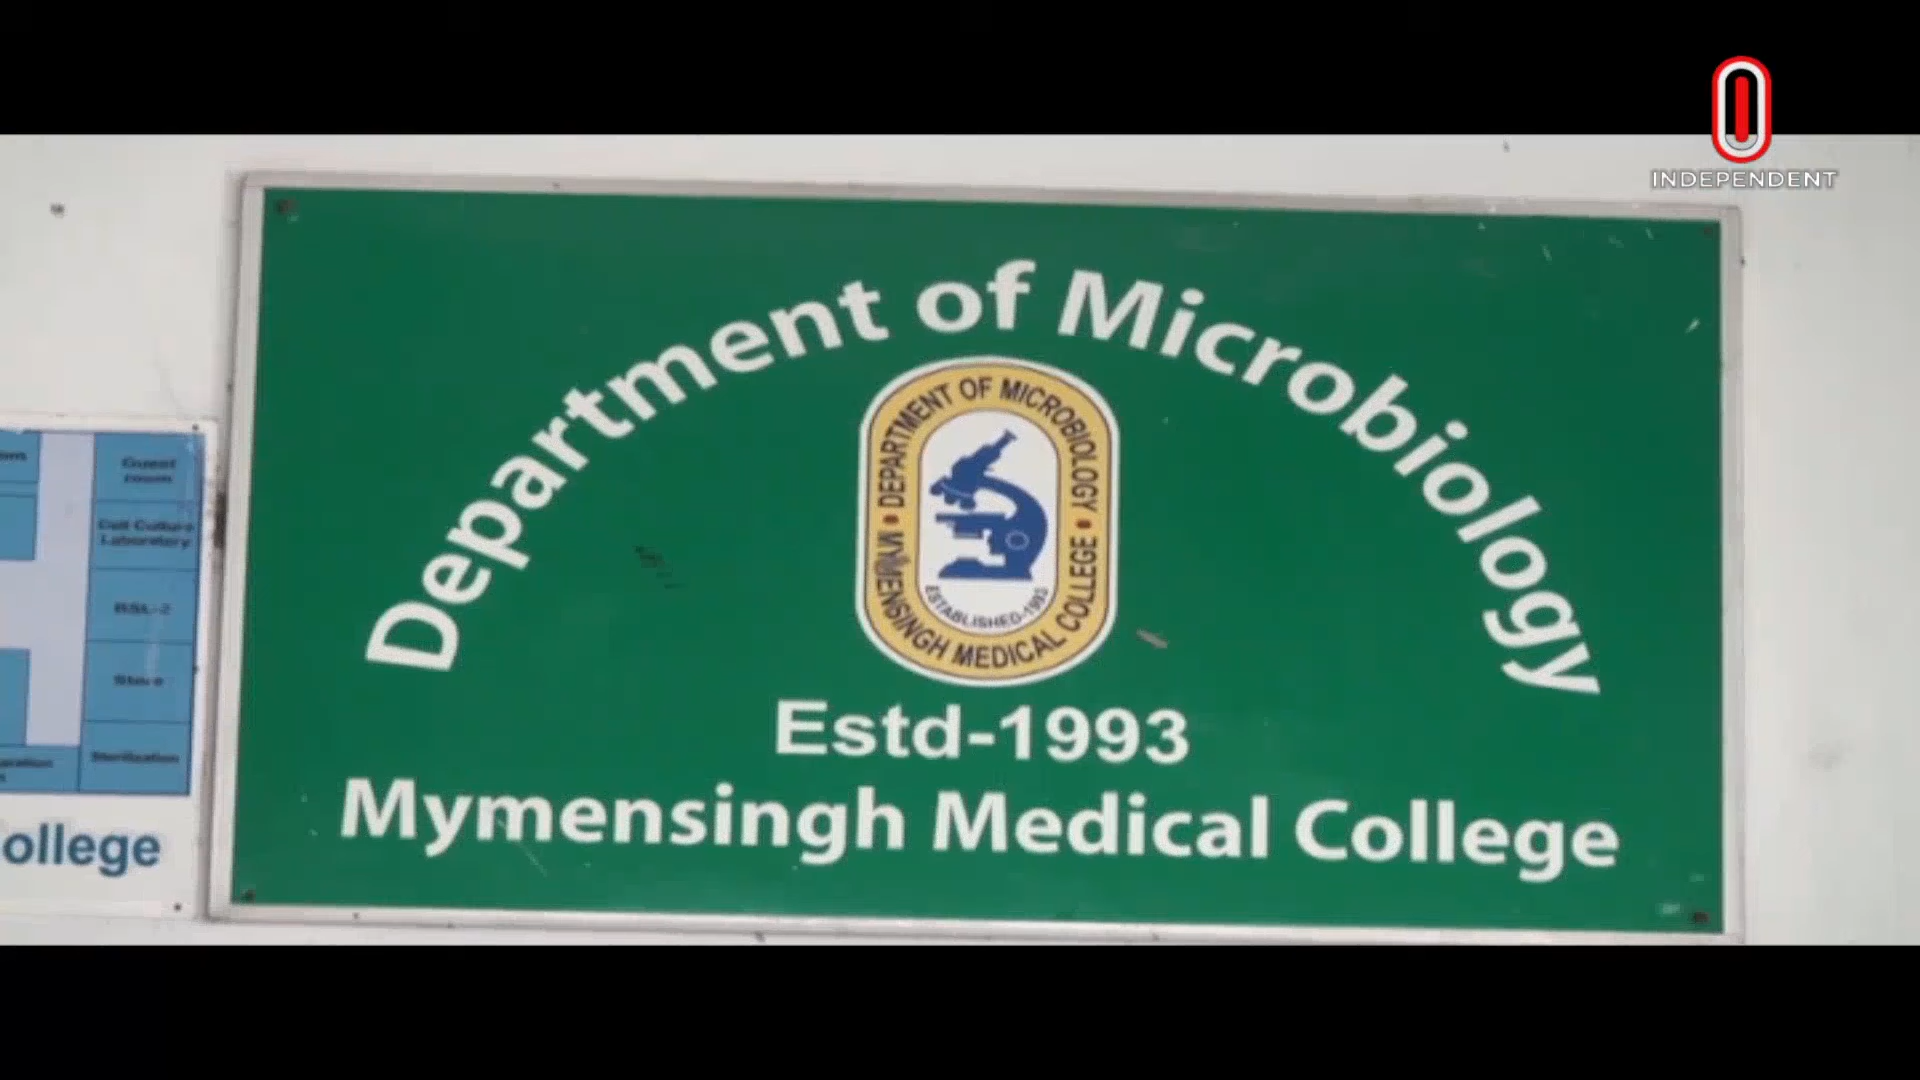 INDEPENDENT
Department of Microbiology
DEPARTMENT OF MICROBIOLOGY
MYMENSINGH MEDICAL COLLEGE
ESTABLISHED-1993
Estd-1993
Mymensingh Medical College
Guest
room
Cell Culture
Laboratory
BSL-2
Store
Sterilization
ollege